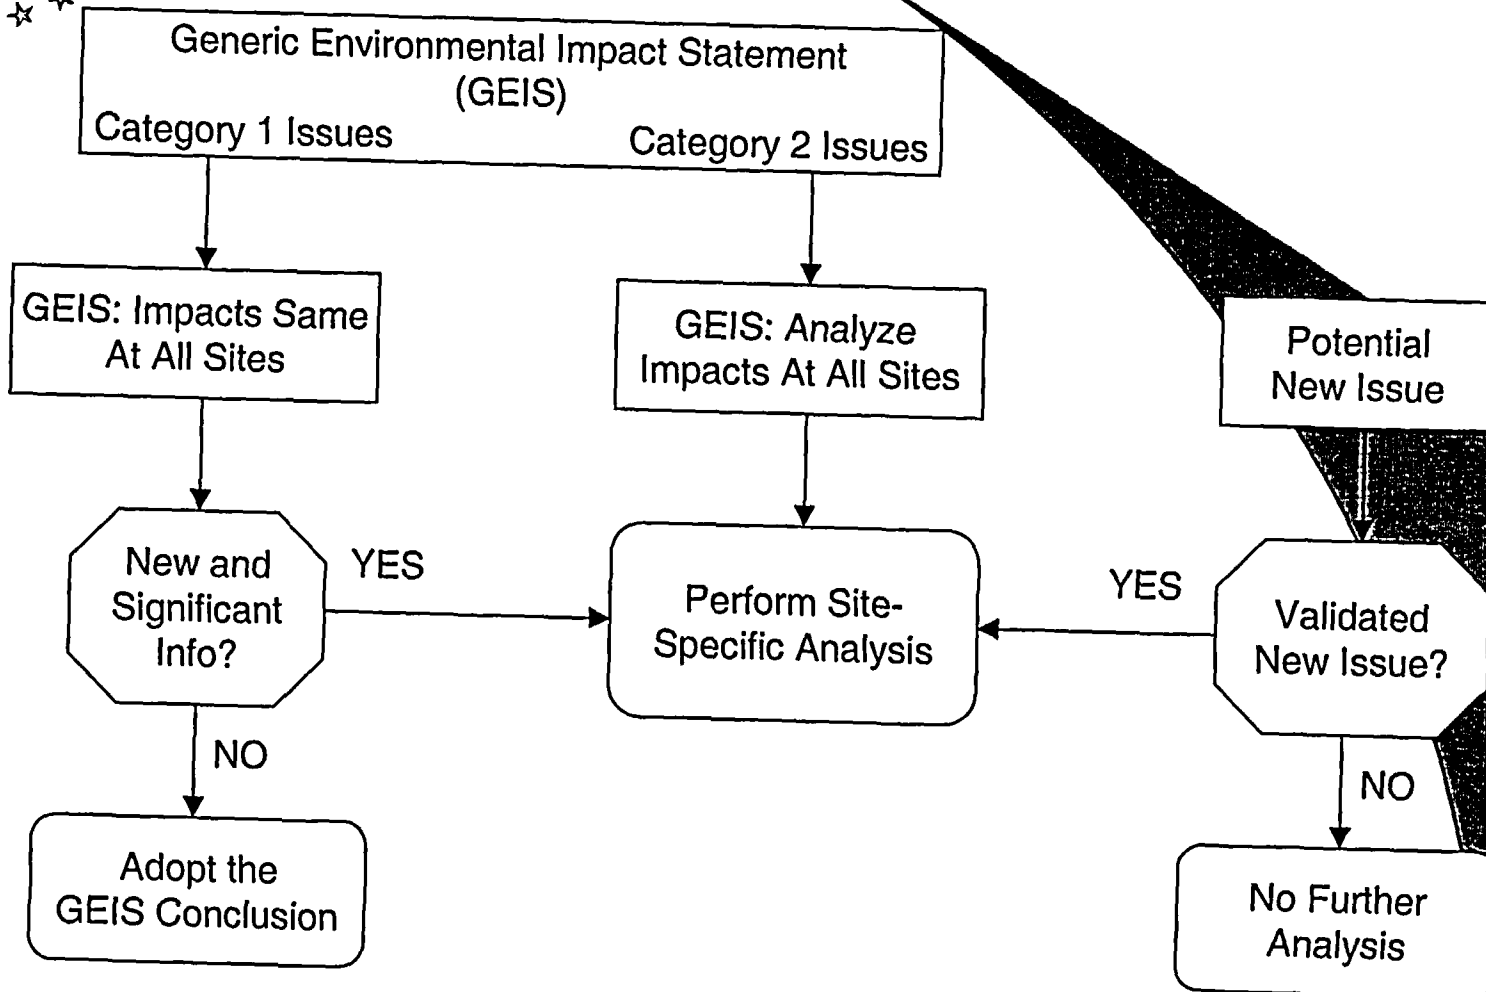 Generic Environmental Impact Statement
(GEIS)
Category 1 Issues
Category 2 Issues
GEIS: Impacts Same
At All Sites
GEIS: Analyze
Impacts At All Sites
Potential
New Issue
New and
Significant
Info?
YES
Perform Site-
Specific Analysis
YES
Validated
New Issue?
NO
NO
Adopt the
GEIS Conclusion
No Further
Analysis